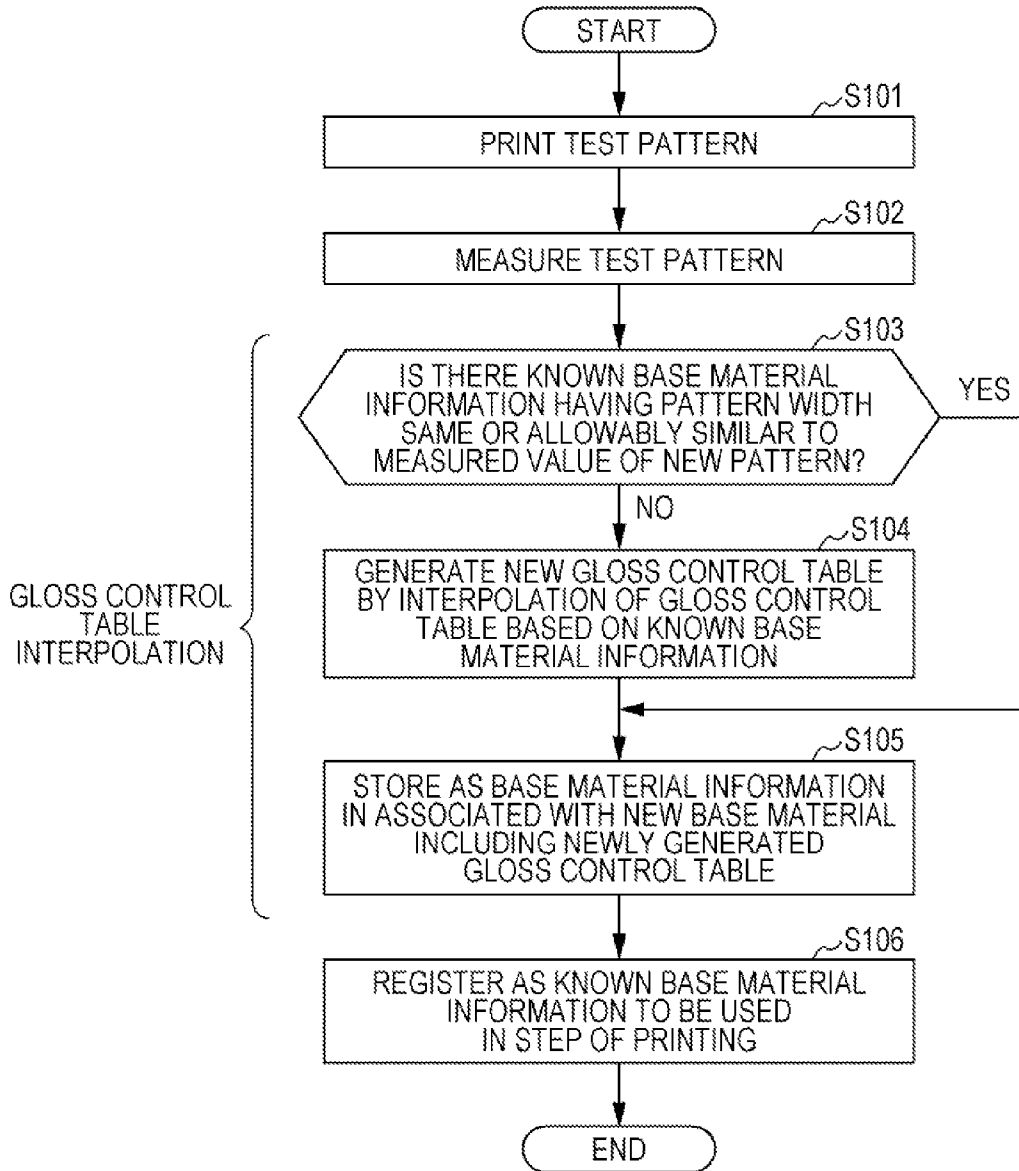 START
S101
PRINT TEST PATTERN
S102
MEASURE TEST PATTERN
S103
IS THERE KNOWN BASE MATERIAL
INFORMATION HAVING PATTERN WIDTH
SAME OR ALLOWABLY SIMILAR TO
MEASURED VALUE OF NEW PATTERN?
YES
NO
S104
GENERATE NEW GLOSS CONTROL TABLE
BY INTERPOLATION OF GLOSS CONTROL
TABLE BASED ON KNOWN BASE
MATERIAL INFORMATION
GLOSS CONTROL
TABLE
INTERPOLATION
S105
STORE AS BASE MATERIAL INFORMATION
IN ASSOCIATED WITH NEW BASE MATERIAL
INCLUDING NEWLY GENERATED
GLOSS CONTROL TABLE
S106
REGISTER AS KNOWN BASE MATERIAL
INFORMATION TO BE USED
IN STEP OF PRINTING
END